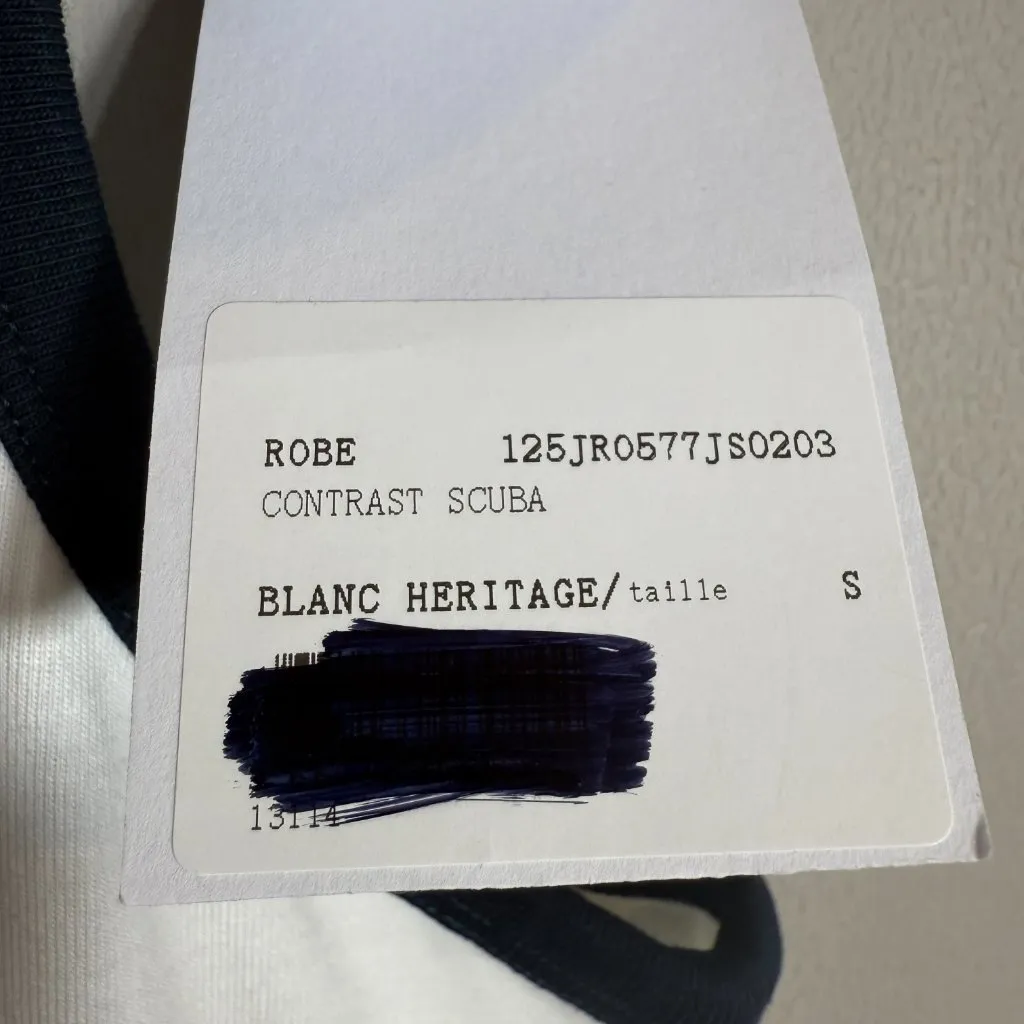 ROBE 125JR0577JS0203
CONTRAST SCUBA
BLANC HERITAGE/taille S
13114